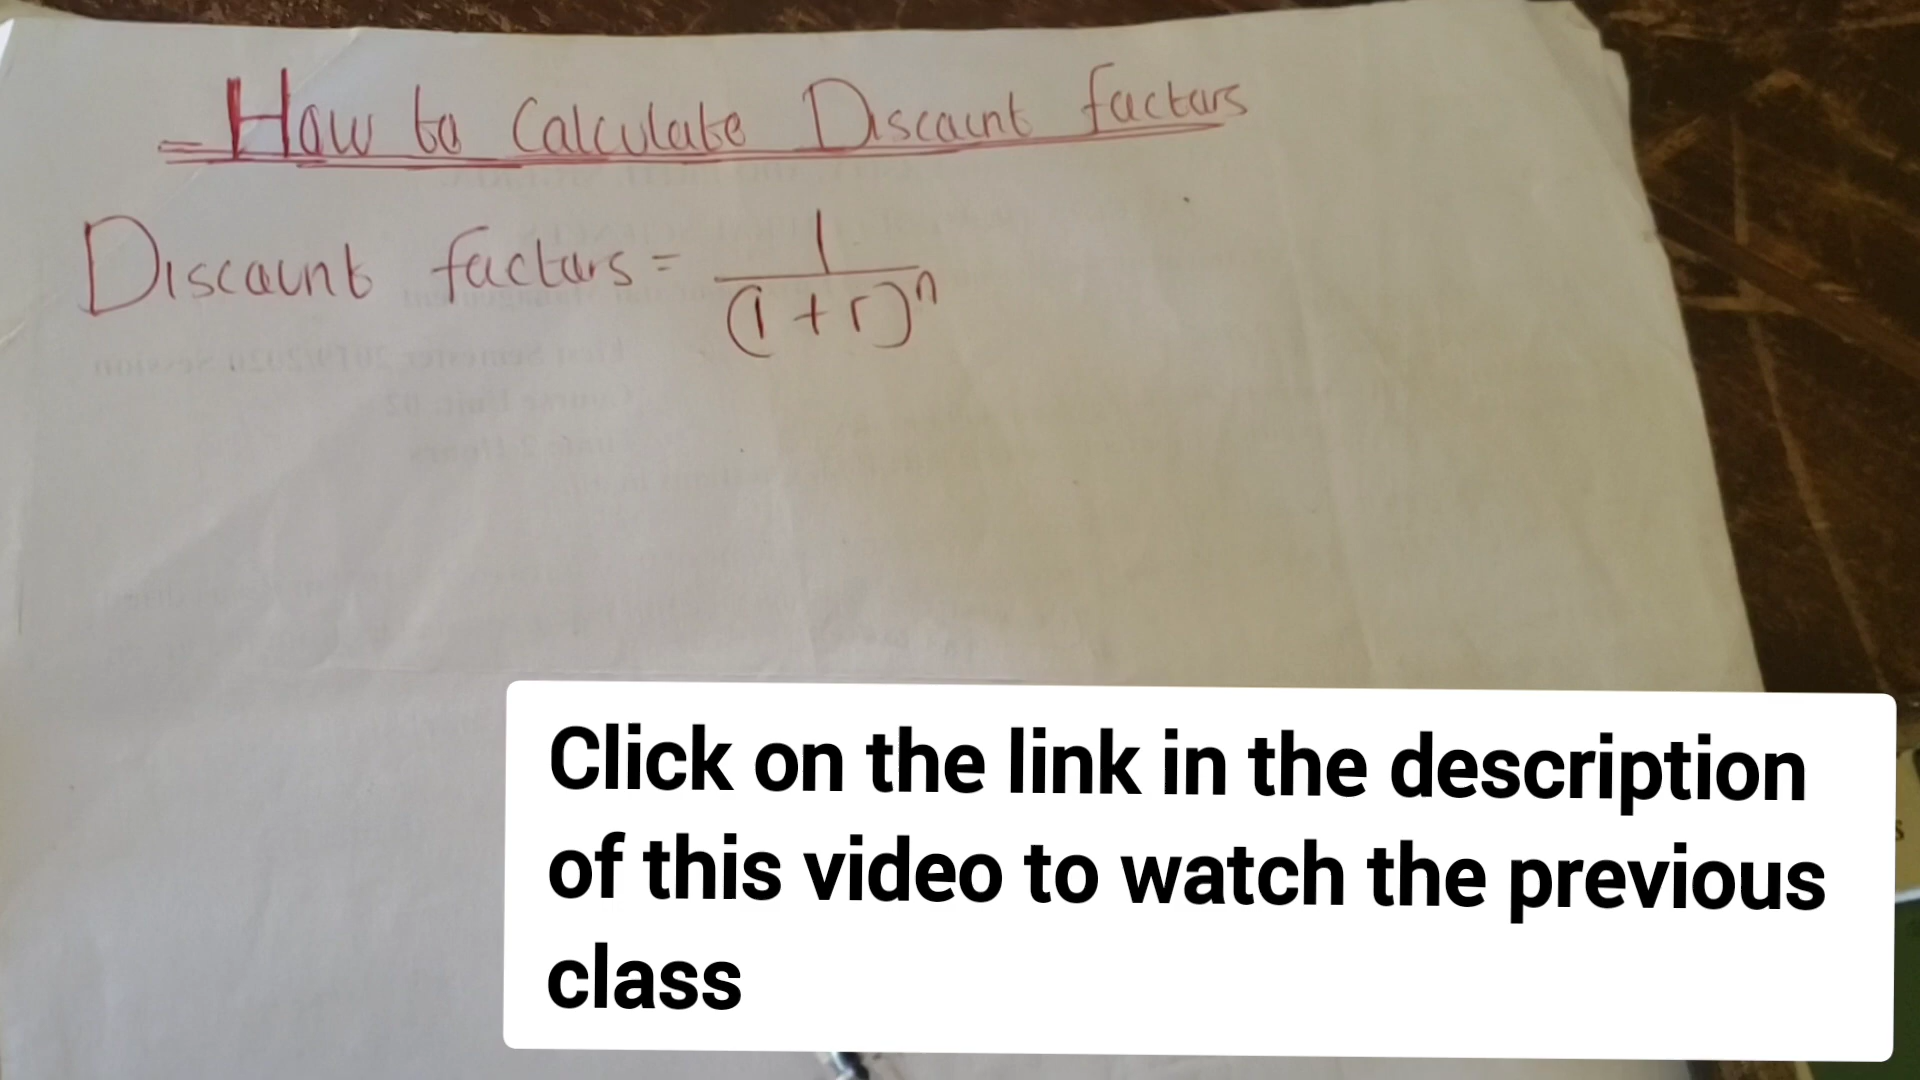 How to Calculate Discount factors
Discount factors = 1/(1+r)^n
Click on the link in the description
of this video to watch the previous
class